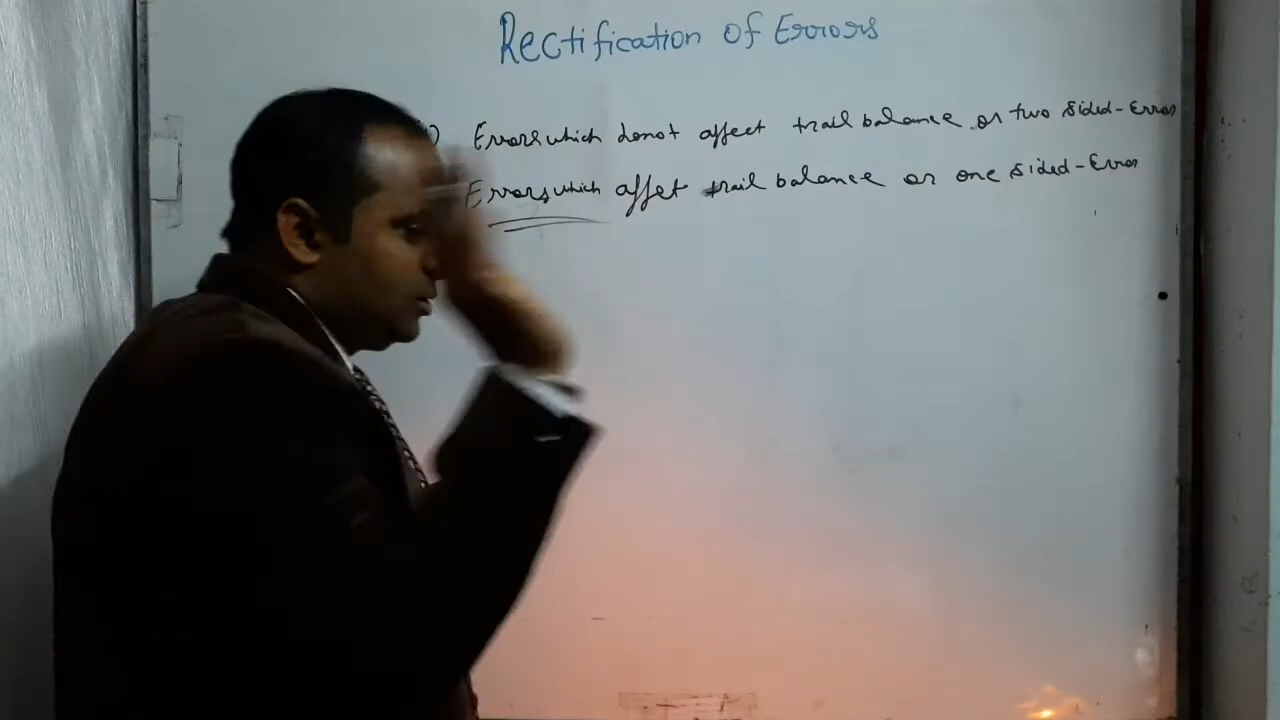 Rectification of Errors
) Errors which donot affect trail balance or two sided-Error
Errors which affet trail balance or one sided-Error